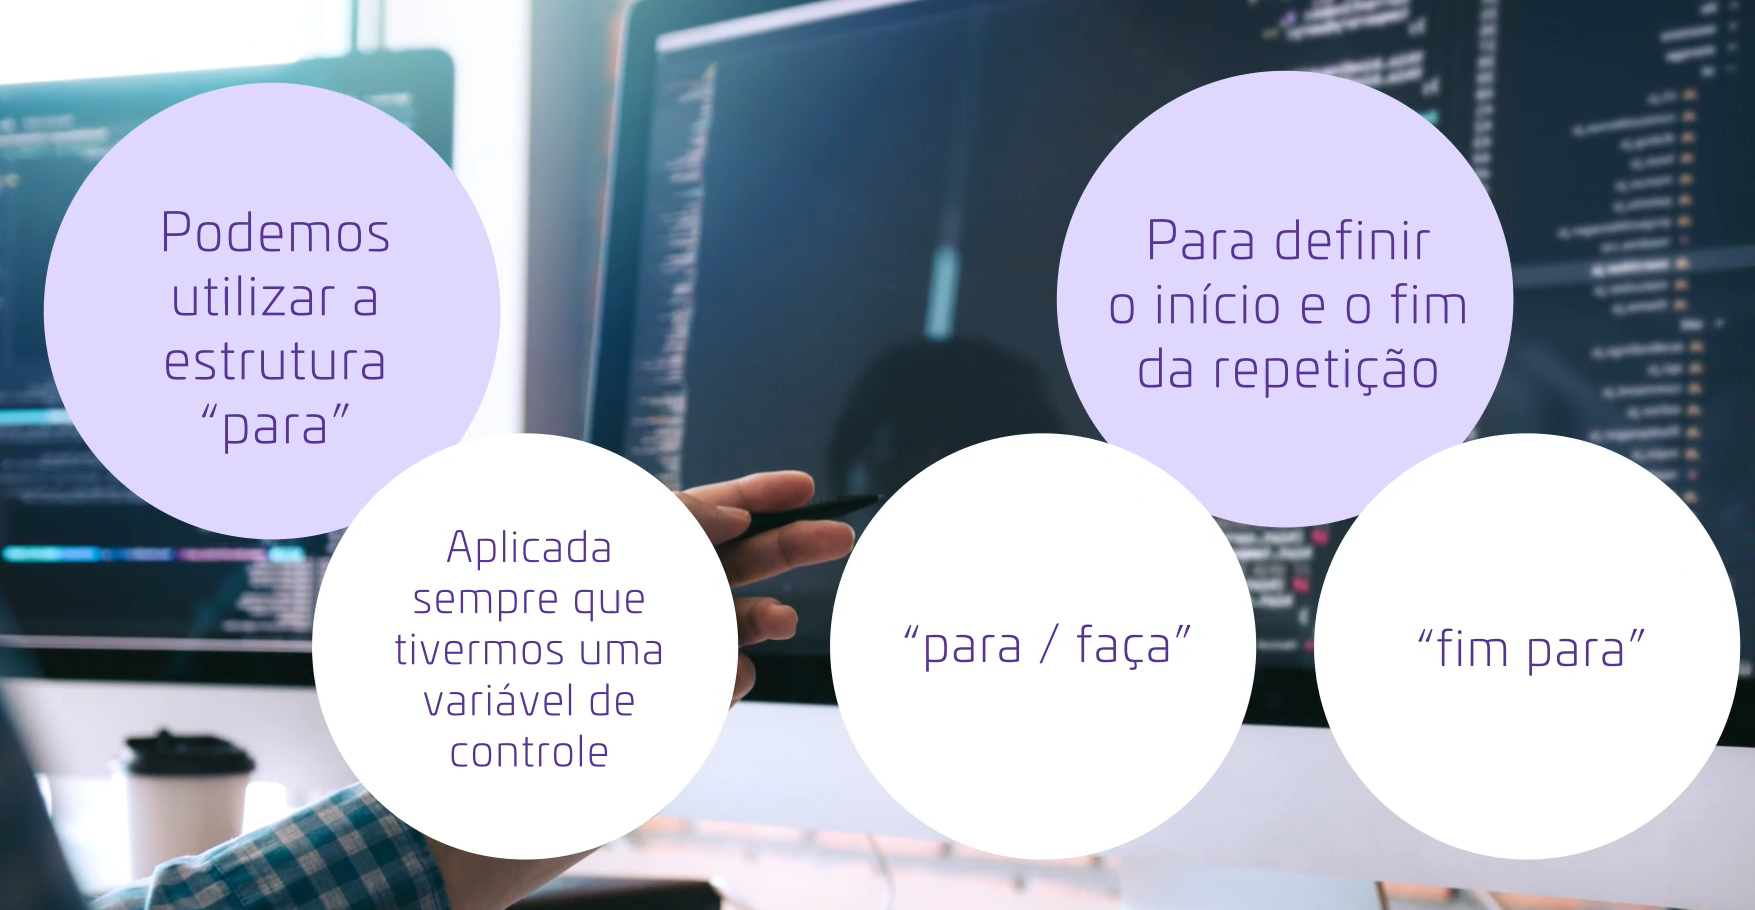 Podemos
utilizar a
estrutura
“para”
Aplicada
sempre que
tivermos uma
variável de
controle
Para definir
o início e o fim
da repetição
“para / faça”
“fim para”